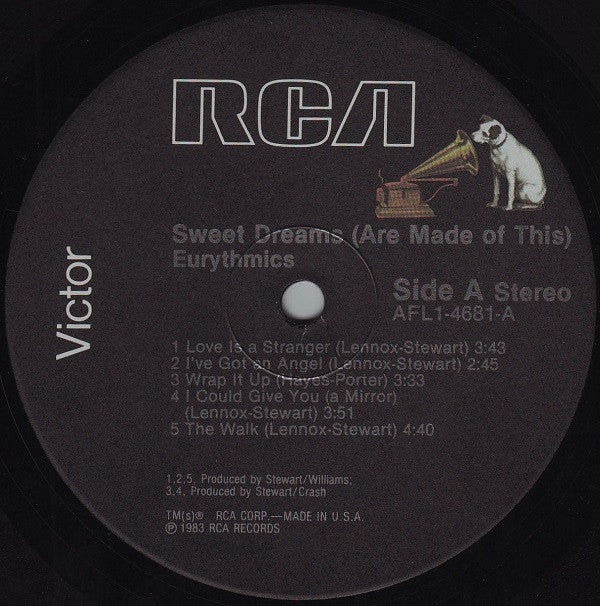 RCA
Victor
Sweet Dreams (Are Made of This)
Eurythmics
Side A Stereo
AFL1-4681-A
1 Love Is a Stranger (Lennox-Stewart) 3:43
2 I've Got an Angel (Lennox-Stewart) 2:45
3 Wrap It Up (Hayes-Porter) 3:33
4 I Could Give You (a Mirror)
(Lennox-Stewart) 3:51
5 The Walk (Lennox-Stewart) 4:40
1,2,5, Produced by Stewart/Williams;
3,4, Produced by Stewart/Crash
TM(s)® RCA CORP.—MADE IN U.S.A.
℗ 1983 RCA RECORDS